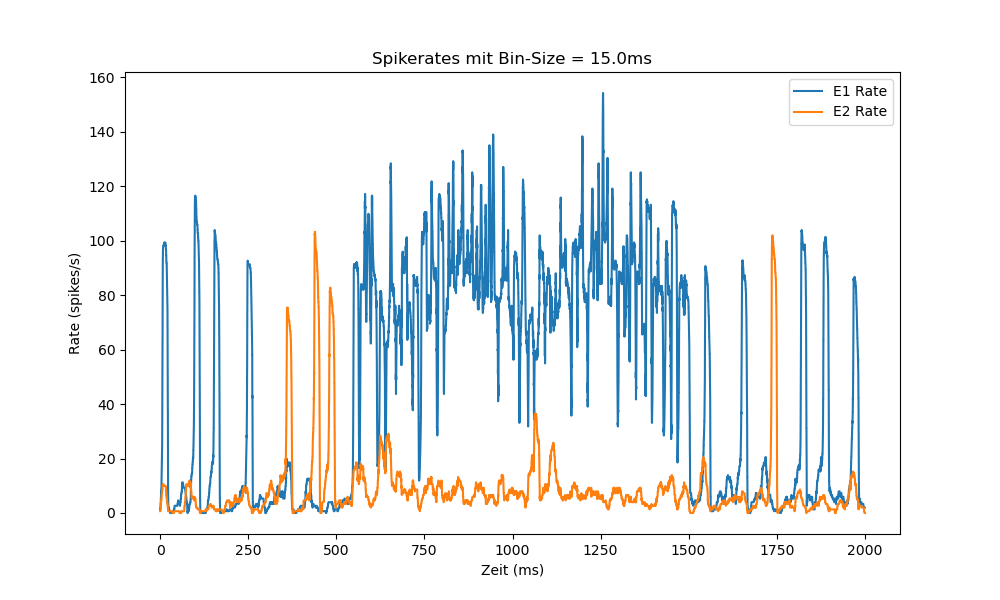 Spikerates mit Bin-Size = 15.0ms
E1 Rate
E2 Rate
Rate (spikes/s)
160
140
120
100
80
60
40
20
0
0 250 500 750 1000 1250 1500 1750 2000
Zeit (ms)